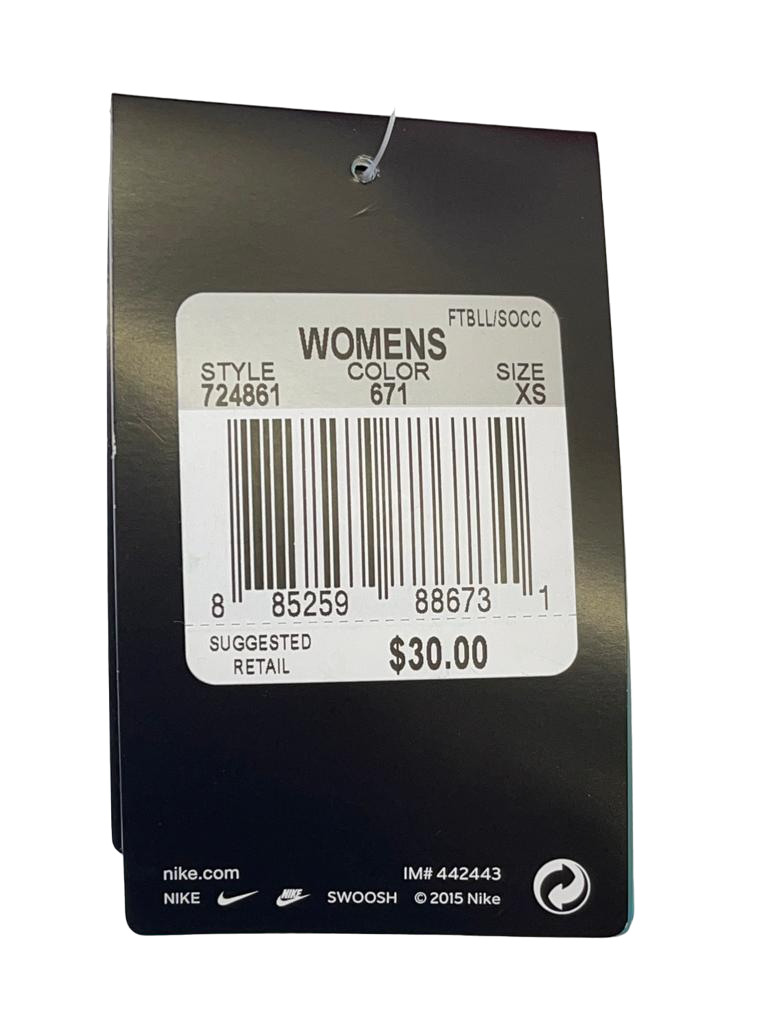 FTBLL/SOCC
WOMENS
STYLE COLOR SIZE
724861 671 XS
8 85259 88673 1
SUGGESTED RETAIL $30.00
nike.com IM# 442443
NIKE NIKE SWOOSH © 2015 Nike